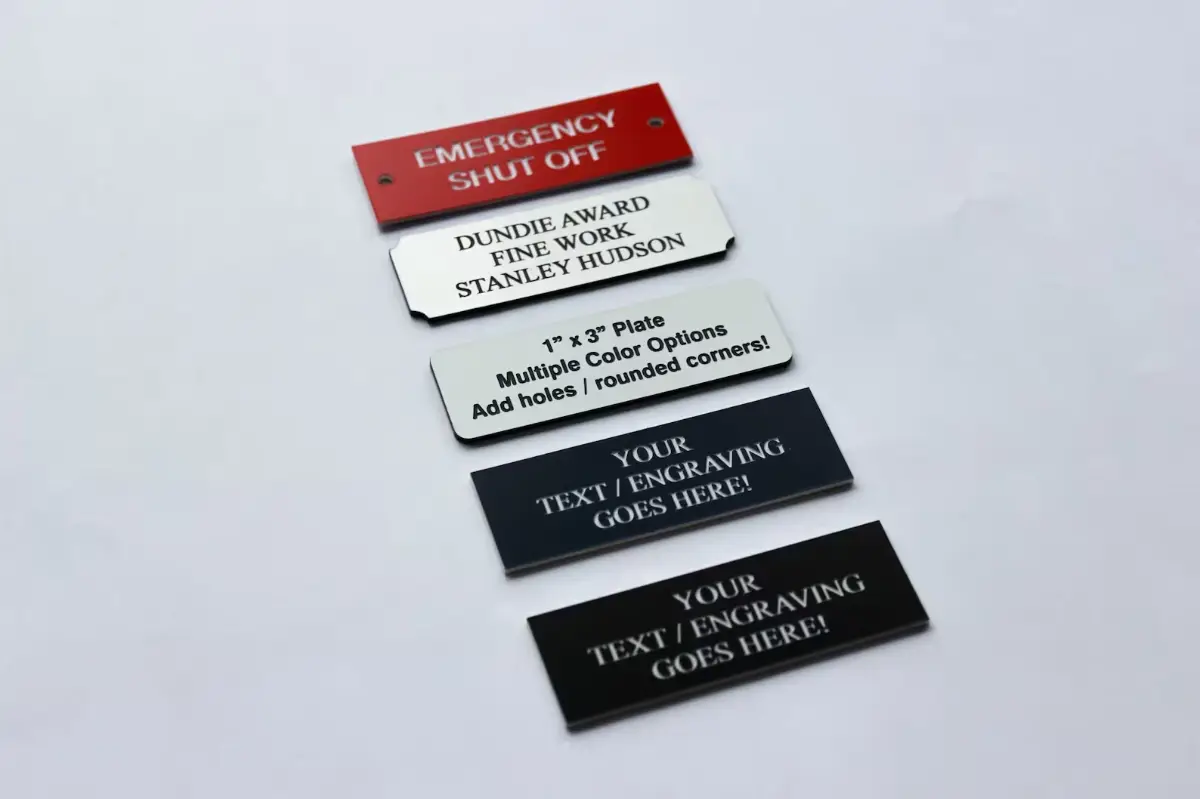 EMERGENCY
SHUT OFF
DUNDIE AWARD
FINE WORK
STANLEY HUDSON
1” x 3” Plate
Multiple Color Options
Add holes / rounded corners!
YOUR
TEXT / ENGRAVING
GOES HERE!
YOUR
TEXT / ENGRAVING
GOES HERE!